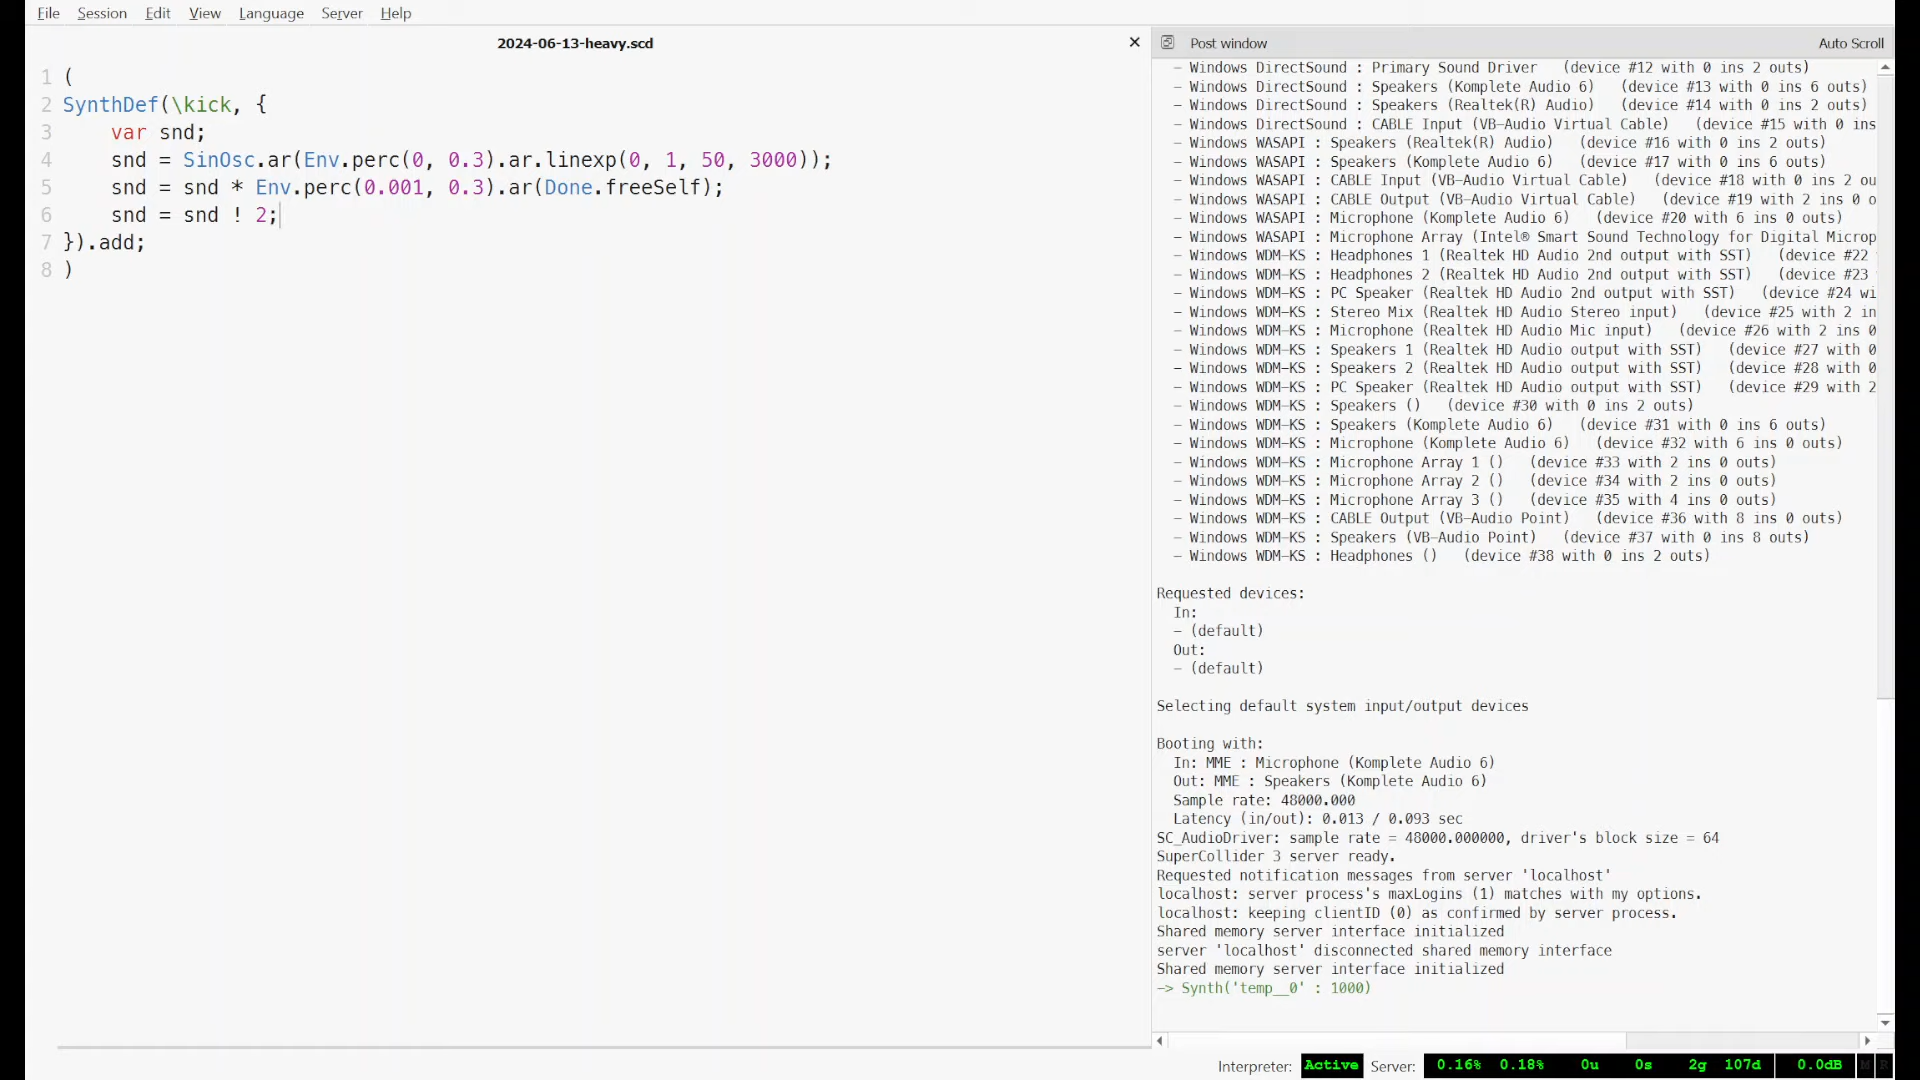 File Session Edit View Language Server Help
2024-06-13-heavy.scd
Post window
Auto Scroll
1 (
2 SynthDef(\kick, {
3     var snd;
4     snd = SinOsc.ar(Env.perc(0, 0.3).ar.linexp(0, 1, 50, 3000));
5     snd = snd * Env.perc(0.001, 0.3).ar(Done.freeSelf);
6     snd = snd ! 2;
7 }).add;
8 )
- Windows DirectSound : Primary Sound Driver   (device #12 with 0 ins 2 outs)
- Windows DirectSound : Speakers (Komplete Audio 6)   (device #13 with 0 ins 6 outs)
- Windows DirectSound : Speakers (Realtek(R) Audio)   (device #14 with 0 ins 2 outs)
- Windows DirectSound : CABLE Input (VB-Audio Virtual Cable)   (device #15 with 0 ins
- Windows WASAPI : Speakers (Realtek(R) Audio)   (device #16 with 0 ins 2 outs)
- Windows WASAPI : Speakers (Komplete Audio 6)   (device #17 with 0 ins 6 outs)
- Windows WASAPI : CABLE Input (VB-Audio Virtual Cable)   (device #18 with 0 ins 2 ou
- Windows WASAPI : CABLE Output (VB-Audio Virtual Cable)   (device #19 with 2 ins 0 o
- Windows WASAPI : Microphone (Komplete Audio 6)   (device #20 with 6 ins 0 outs)
- Windows WASAPI : Microphone Array (Intel® Smart Sound Technology for Digital Microp
- Windows WDM-KS : Headphones 1 (Realtek HD Audio 2nd output with SST)   (device #22
- Windows WDM-KS : Headphones 2 (Realtek HD Audio 2nd output with SST)   (device #23
- Windows WDM-KS : PC Speaker (Realtek HD Audio 2nd output with SST)   (device #24 wi
- Windows WDM-KS : Stereo Mix (Realtek HD Audio Stereo input)   (device #25 with 2 in
- Windows WDM-KS : Microphone (Realtek HD Audio Mic input)   (device #26 with 2 ins 0
- Windows WDM-KS : Speakers 1 (Realtek HD Audio output with SST)   (device #27 with 0
- Windows WDM-KS : Speakers 2 (Realtek HD Audio output with SST)   (device #28 with 0
- Windows WDM-KS : PC Speaker (Realtek HD Audio output with SST)   (device #29 with 2
- Windows WDM-KS : Speakers ()   (device #30 with 0 ins 2 outs)
- Windows WDM-KS : Speakers (Komplete Audio 6)   (device #31 with 0 ins 6 outs)
- Windows WDM-KS : Microphone (Komplete Audio 6)   (device #32 with 6 ins 0 outs)
- Windows WDM-KS : Microphone Array 1 ()   (device #33 with 2 ins 0 outs)
- Windows WDM-KS : Microphone Array 2 ()   (device #34 with 2 ins 0 outs)
- Windows WDM-KS : Microphone Array 3 ()   (device #35 with 4 ins 0 outs)
- Windows WDM-KS : CABLE Output (VB-Audio Point)   (device #36 with 8 ins 0 outs)
- Windows WDM-KS : Speakers (VB-Audio Point)   (device #37 with 0 ins 8 outs)
- Windows WDM-KS : Headphones ()   (device #38 with 0 ins 2 outs)
Requested devices:
In:
- (default)
Out:
- (default)
Selecting default system input/output devices
Booting with:
In: MME : Microphone (Komplete Audio 6)
Out: MME : Speakers (Komplete Audio 6)
Sample rate: 48000.000
Latency (in/out): 0.013 / 0.093 sec
SC_AudioDriver: sample rate = 48000.000000, driver's block size = 64
SuperCollider 3 server ready.
Requested notification messages from server 'localhost'
localhost: server process's maxLogins (1) matches with my options.
localhost: keeping clientID (0) as confirmed by server process.
Shared memory server interface initialized
server 'localhost' disconnected shared memory interface
Shared memory server interface initialized
-> Synth('temp__0' : 1000)
Interpreter: Active Server: 0.16% 0.18% 0u 0s 2g 107d 0.0dB M R